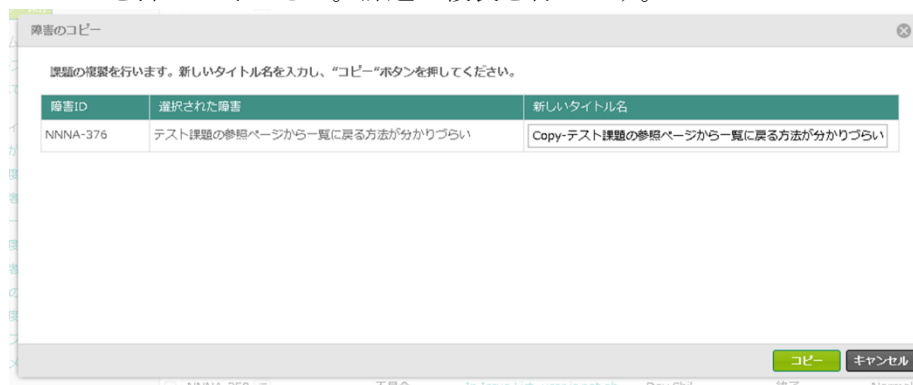 障害のコピー
課題の複製を行います。新しいタイトル名を入力し、“コピー“ボタンを押してください。
障害ID 選択された障害 新しいタイトル名
NNNA-376 テスト課題の参照ページから一覧に戻る方法が分かりづらい Copy-テスト課題の参照ページから一覧に戻る方法が分かりづらい
コピー キャンセル